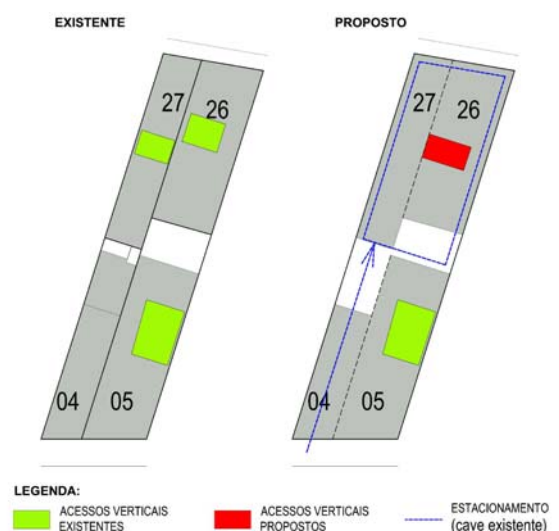 EXISTENTE
PROPOSTO
27
26
04
05
27
26
04
05
LEGENDA:
ACESSOS VERTICAIS
EXISTENTES
ACESSOS VERTICAIS
PROPOSTOS
ESTACIONAMENTO
(cave existente)